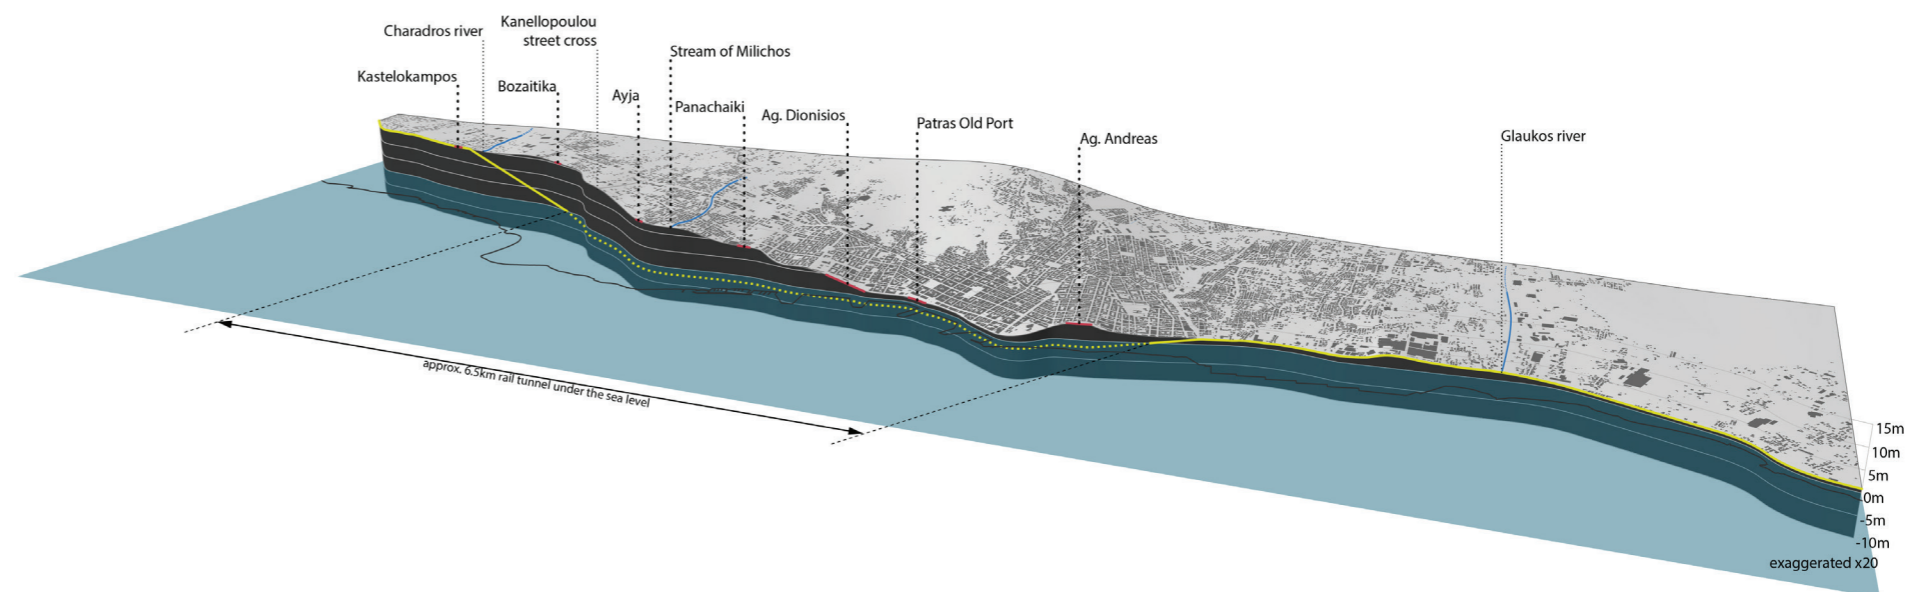 Kanellopoulou
street cross
Charadros river
Stream of Milichos
Kastelokampos
Bozaitika
Ayja
Panachaiki
Ag. Dionisios
Patras Old Port
Ag. Andreas
Glaukos river
approx. 6.5km rail tunnel under the sea level
15m
10m
5m
0m
-5m
-10m
exaggerated x20